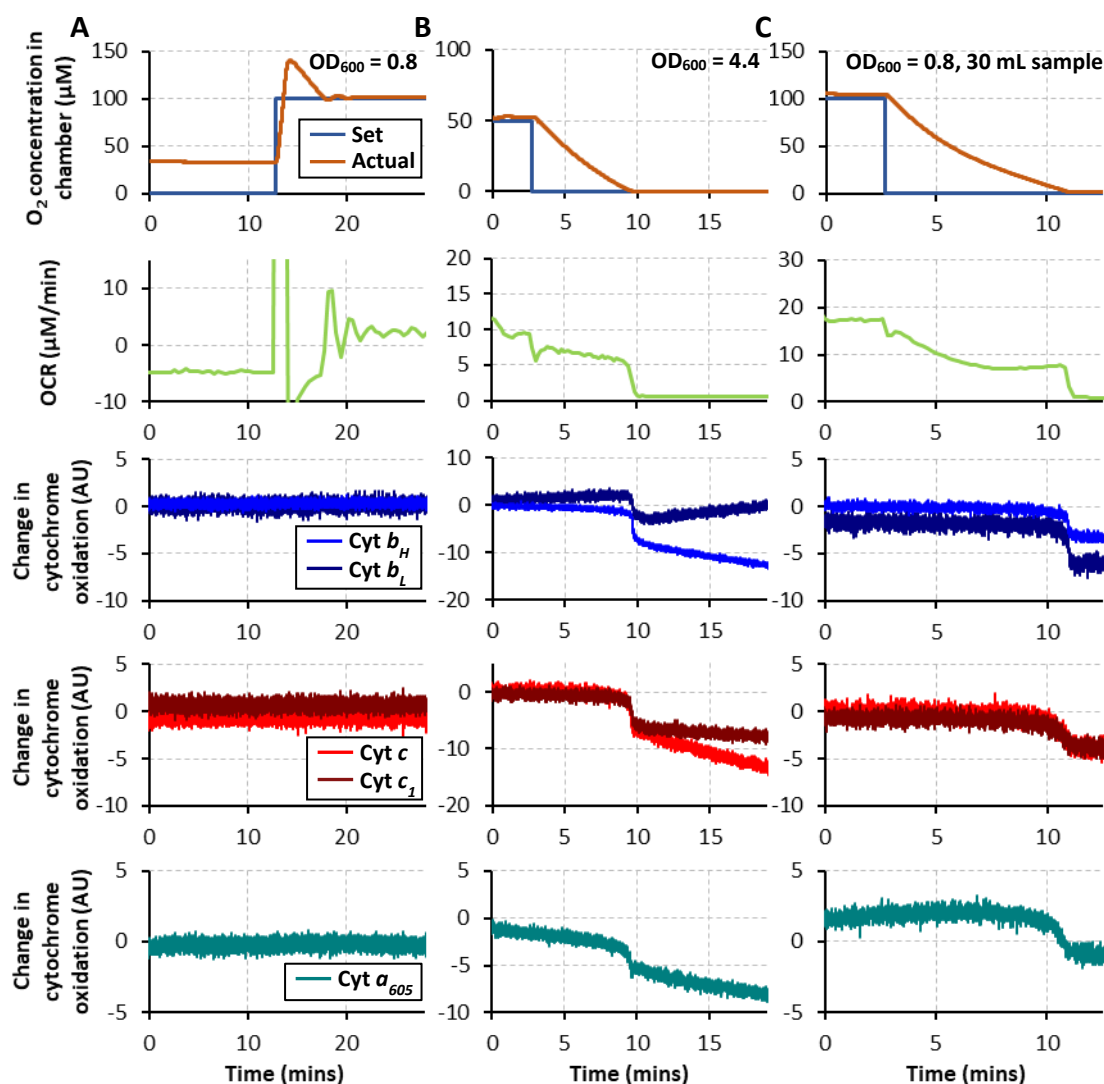 A B C
O2 concentration in
chamber (µM)
150
100
50
0
0 10 20
OD600 = 0.8
Set
Actual
100
50
0
0 5 10 15
OD600 = 4.4
150
100
50
0
0 5 10
OD600 = 0.8, 30 mL sample
OCR (µM/min)
10
0
-10
0 10 20
20
15
10
5
0
0 5 10 15
30
20
10
0
0 5 10
Change in
cytochrome
oxidation (AU)
5
0
-5
-10
0 10 20
Cyt bH
Cyt bL
10
0
-10
-20
0 5 10 15
5
0
-5
-10
0 5 10
Change in
cytochrome
oxidation (AU)
5
0
-5
-10
0 10 20
Cyt c
Cyt c1
0
-10
-20
0 5 10 15
5
0
-5
-10
0 5 10
Change in
cytochrome
oxidation (AU)
5
0
-5
0 10 20
Cyt a605
5
0
-5
-10
0 5 10 15
5
0
-5
0 5 10
Time (mins) Time (mins) Time (mins)